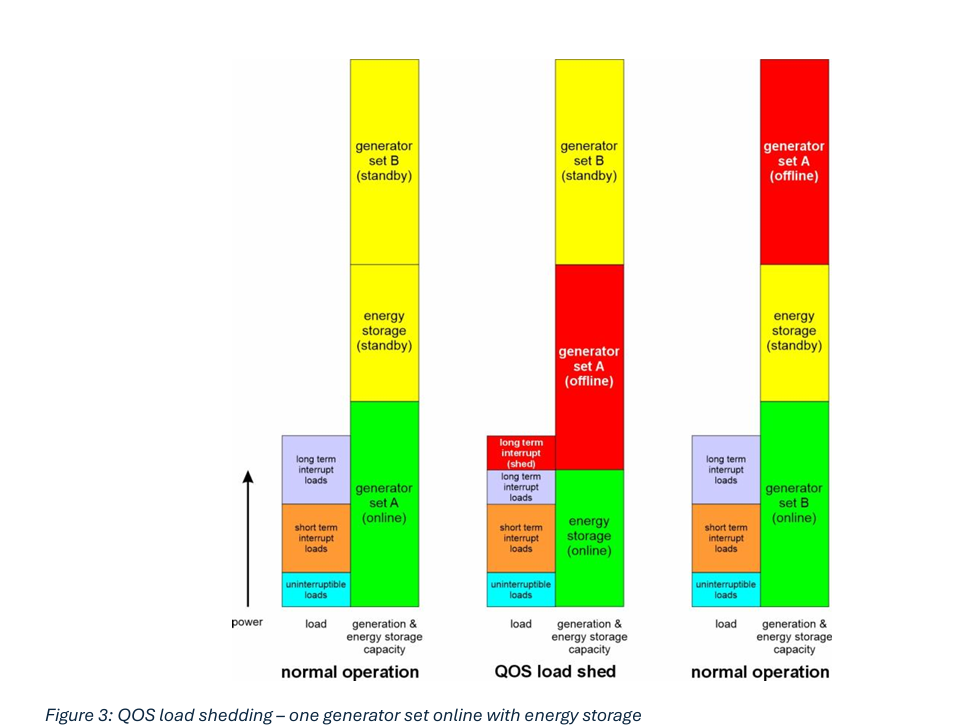 generator
set B
(standby)
energy
storage
(standby)
generator
set A
(online)
long term
interrupt
loads
short term
interrupt
loads
uninterruptible
loads
power
load
generation &
energy storage
capacity
normal operation
generator
set B
(standby)
generator
set A
(offline)
long term
interrupt
(shed)
long term
interrupt
loads
short term
interrupt
loads
uninterruptible
loads
energy
storage
(online)
load
generation &
energy storage
capacity
QOS load shed
generator
set A
(offline)
energy
storage
(standby)
long term
interrupt
loads
generator
set B
(online)
short term
interrupt
loads
uninterruptible
loads
load
generation &
energy storage
capacity
normal operation
Figure 3: QOS load shedding – one generator set online with energy storage